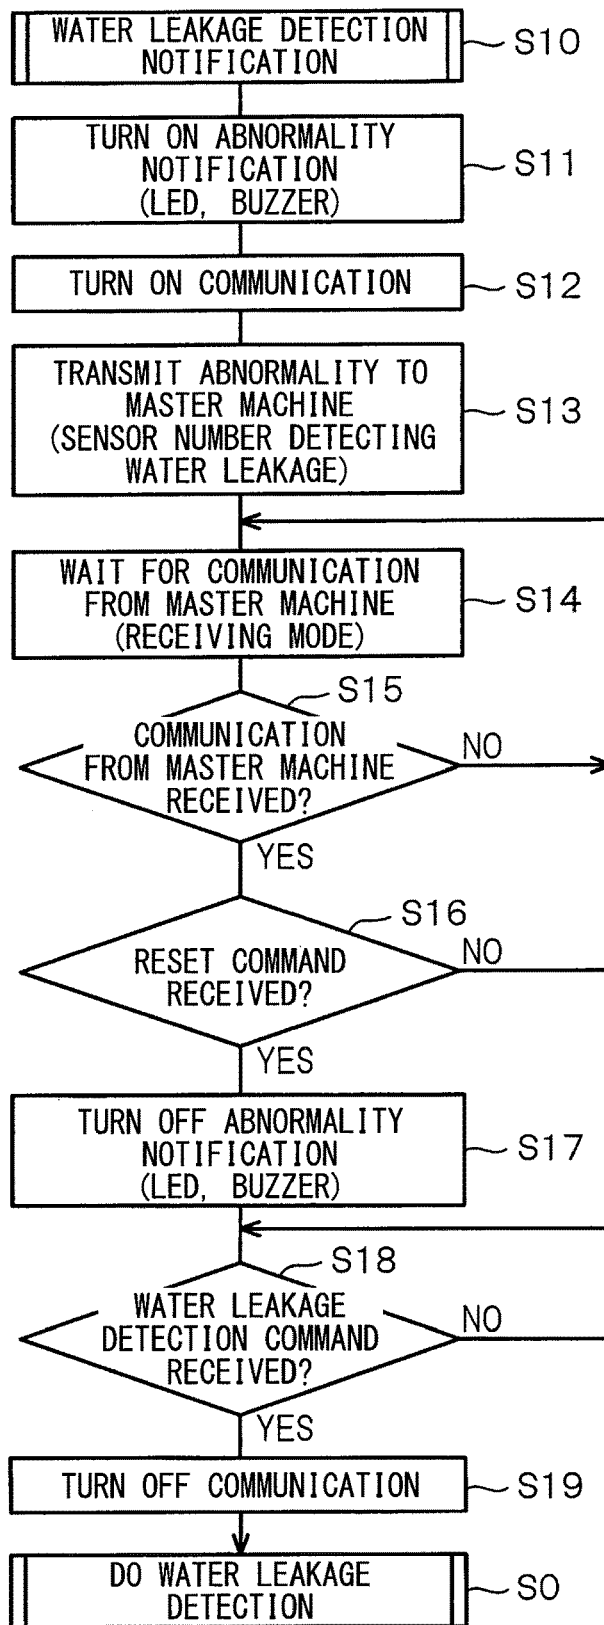 WATER LEAKAGE DETECTION
NOTIFICATION
S10
TURN ON ABNORMALITY
NOTIFICATION
(LED, BUZZER)
S11
TURN ON COMMUNICATION
S12
TRANSMIT ABNORMALITY TO
MASTER MACHINE
(SENSOR NUMBER DETECTING
WATER LEAKAGE)
S13
WAIT FOR COMMUNICATION
FROM MASTER MACHINE
(RECEIVING MODE)
S14
S15
COMMUNICATION
FROM MASTER MACHINE
RECEIVED?
NO
YES
S16
RESET COMMAND
RECEIVED?
NO
YES
TURN OFF ABNORMALITY
NOTIFICATION
(LED, BUZZER)
S17
S18
WATER LEAKAGE
DETECTION COMMAND
RECEIVED?
NO
YES
TURN OFF COMMUNICATION
S19
DO WATER LEAKAGE
DETECTION
S0